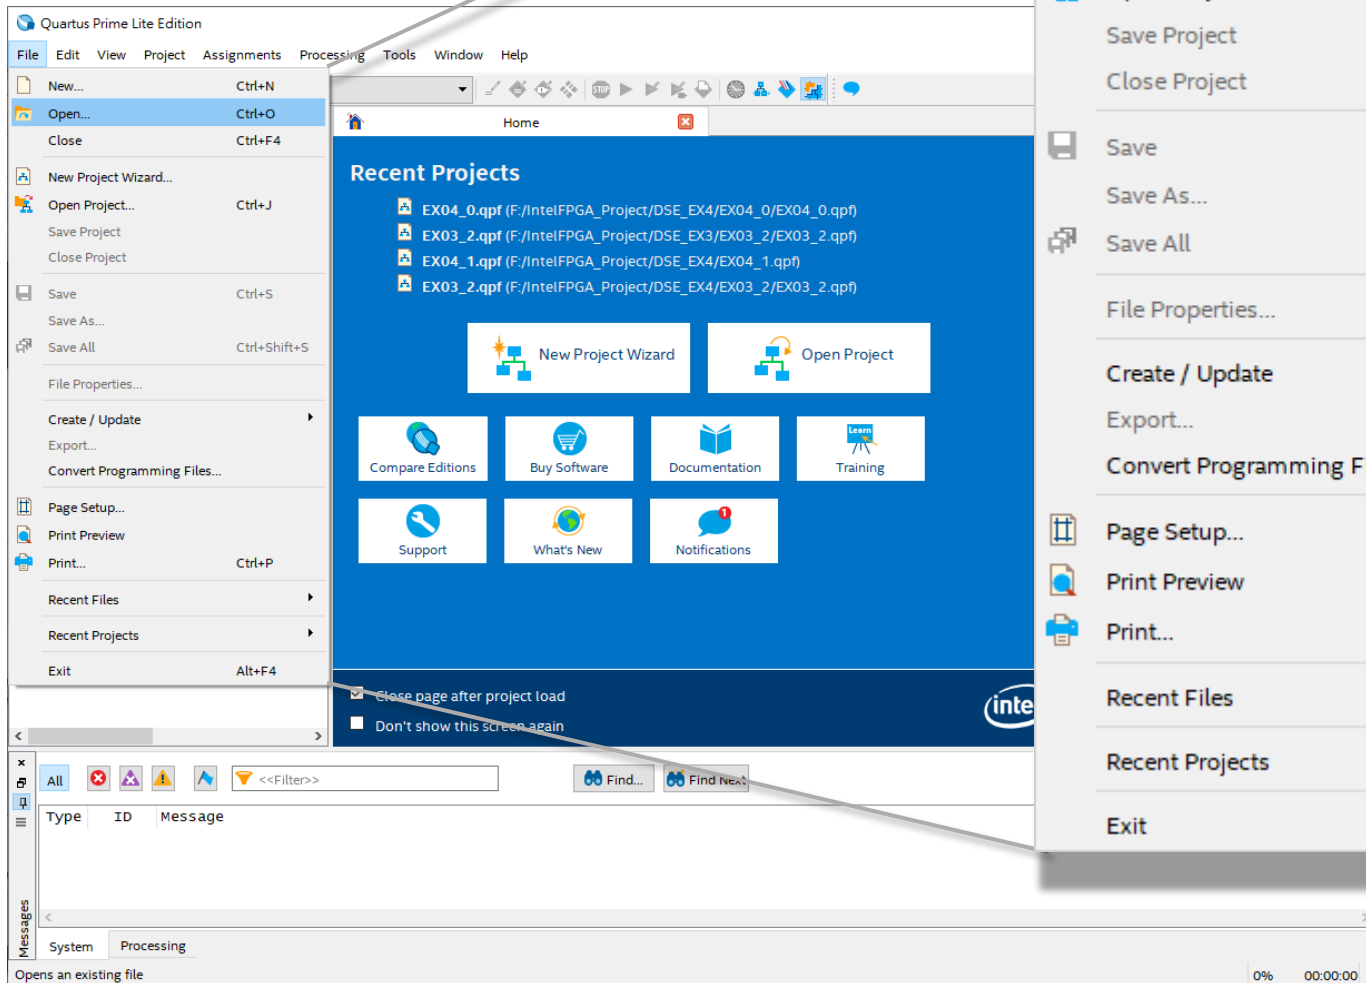 Quartus Prime Lite Edition
File Edit View Project Assignments Processing Tools Window Help
New... Ctrl+N
Open... Ctrl+O
Close Ctrl+F4
New Project Wizard...
Open Project... Ctrl+J
Save Project
Close Project
Save Ctrl+S
Save As...
Save All Ctrl+Shift+S
File Properties...
Create / Update
Export...
Convert Programming Files...
Page Setup...
Print Preview
Print... Ctrl+P
Recent Files
Recent Projects
Exit Alt+F4
STOP
Home
Recent Projects
EX04_0.qpf (F:/IntelFPGA_Project/DSE_EX4/EX04_0/EX04_0.qpf)
EX03_2.qpf (F:/IntelFPGA_Project/DSE_EX3/EX03_2/EX03_2.qpf)
EX04_1.qpf (F:/IntelFPGA_Project/DSE_EX4/EX04_1.qpf)
EX03_2.qpf (F:/IntelFPGA_Project/DSE_EX4/EX03_2/EX03_2.qpf)
New Project Wizard
Open Project
Compare Editions
Buy Software
Documentation
Learn
Training
Support
What's New
1
Notifications
Close page after project load
Don't show this screen again
(inte
Save Project
Close Project
Save
Save As...
Save All
File Properties...
Create / Update
Export...
Convert Programming Fi
Page Setup...
Print Preview
Print...
Recent Files
Recent Projects
Exit
All <<Filter>> Find... Find Next
Type ID Message
Messages
System Processing
Opens an existing file 0% 00:00:00